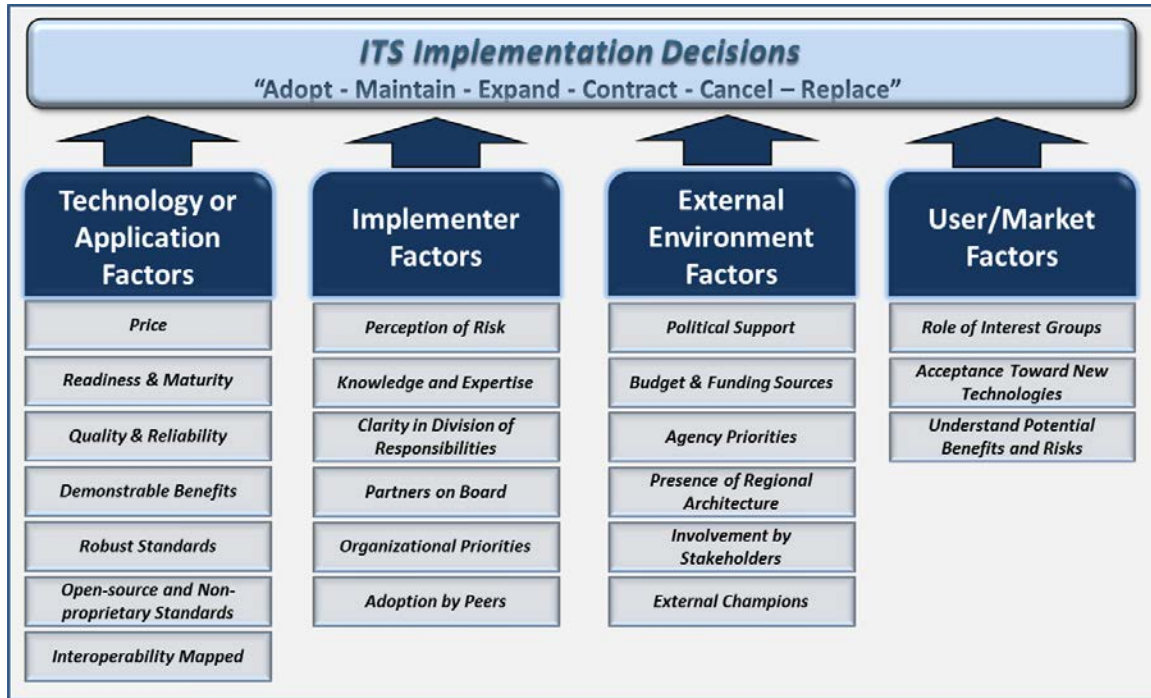 ITS Implementation Decisions
“Adopt - Maintain - Expand - Contract - Cancel – Replace”
Technology or
Application
Factors
Price
Readiness & Maturity
Quality & Reliability
Demonstrable Benefits
Robust Standards
Open-source and Non-
proprietary Standards
Interoperability Mapped
Implementer
Factors
Perception of Risk
Knowledge and Expertise
Clarity in Division of
Responsibilities
Partners on Board
Organizational Priorities
Adoption by Peers
External
Environment
Factors
Political Support
Budget & Funding Sources
Agency Priorities
Presence of Regional
Architecture
Involvement by
Stakeholders
External Champions
User/Market
Factors
Role of Interest Groups
Acceptance Toward New
Technologies
Understand Potential
Benefits and Risks